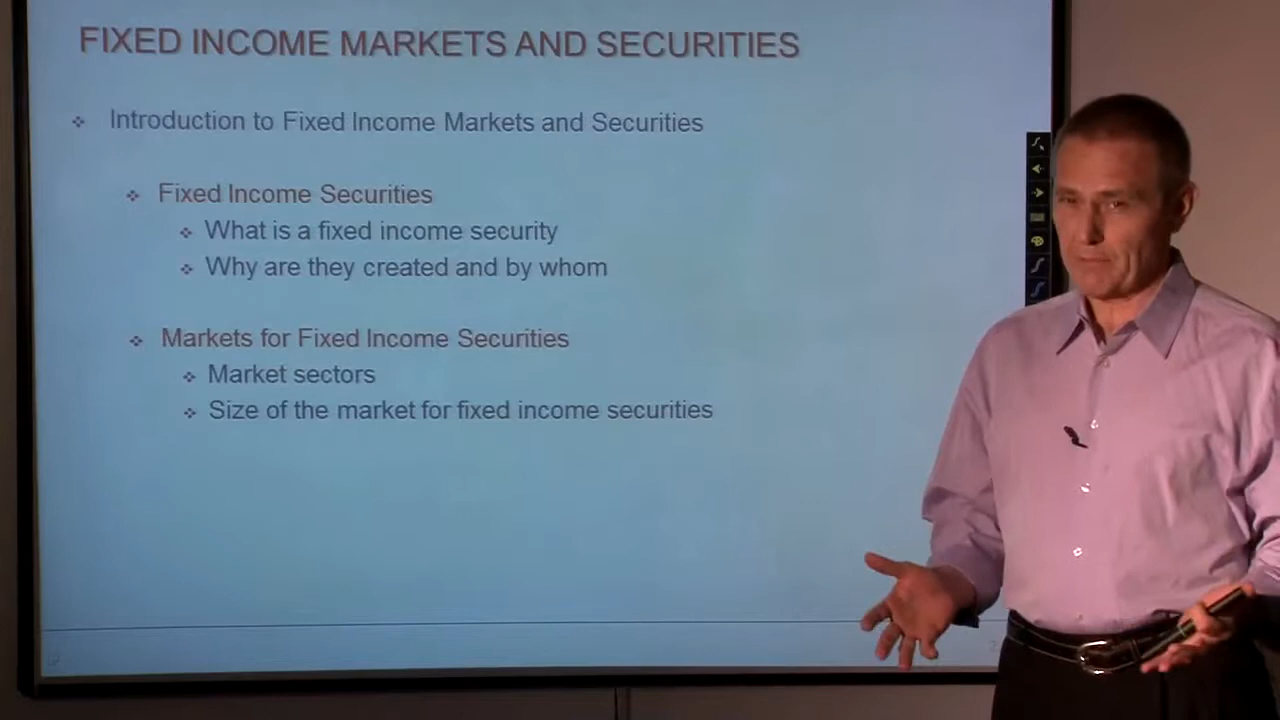 FIXED INCOME MARKETS AND SECURITIES
Introduction to Fixed Income Markets and Securities
Fixed Income Securities
What is a fixed income security
Why are they created and by whom
Markets for Fixed Income Securities
Market sectors
Size of the market for fixed income securities